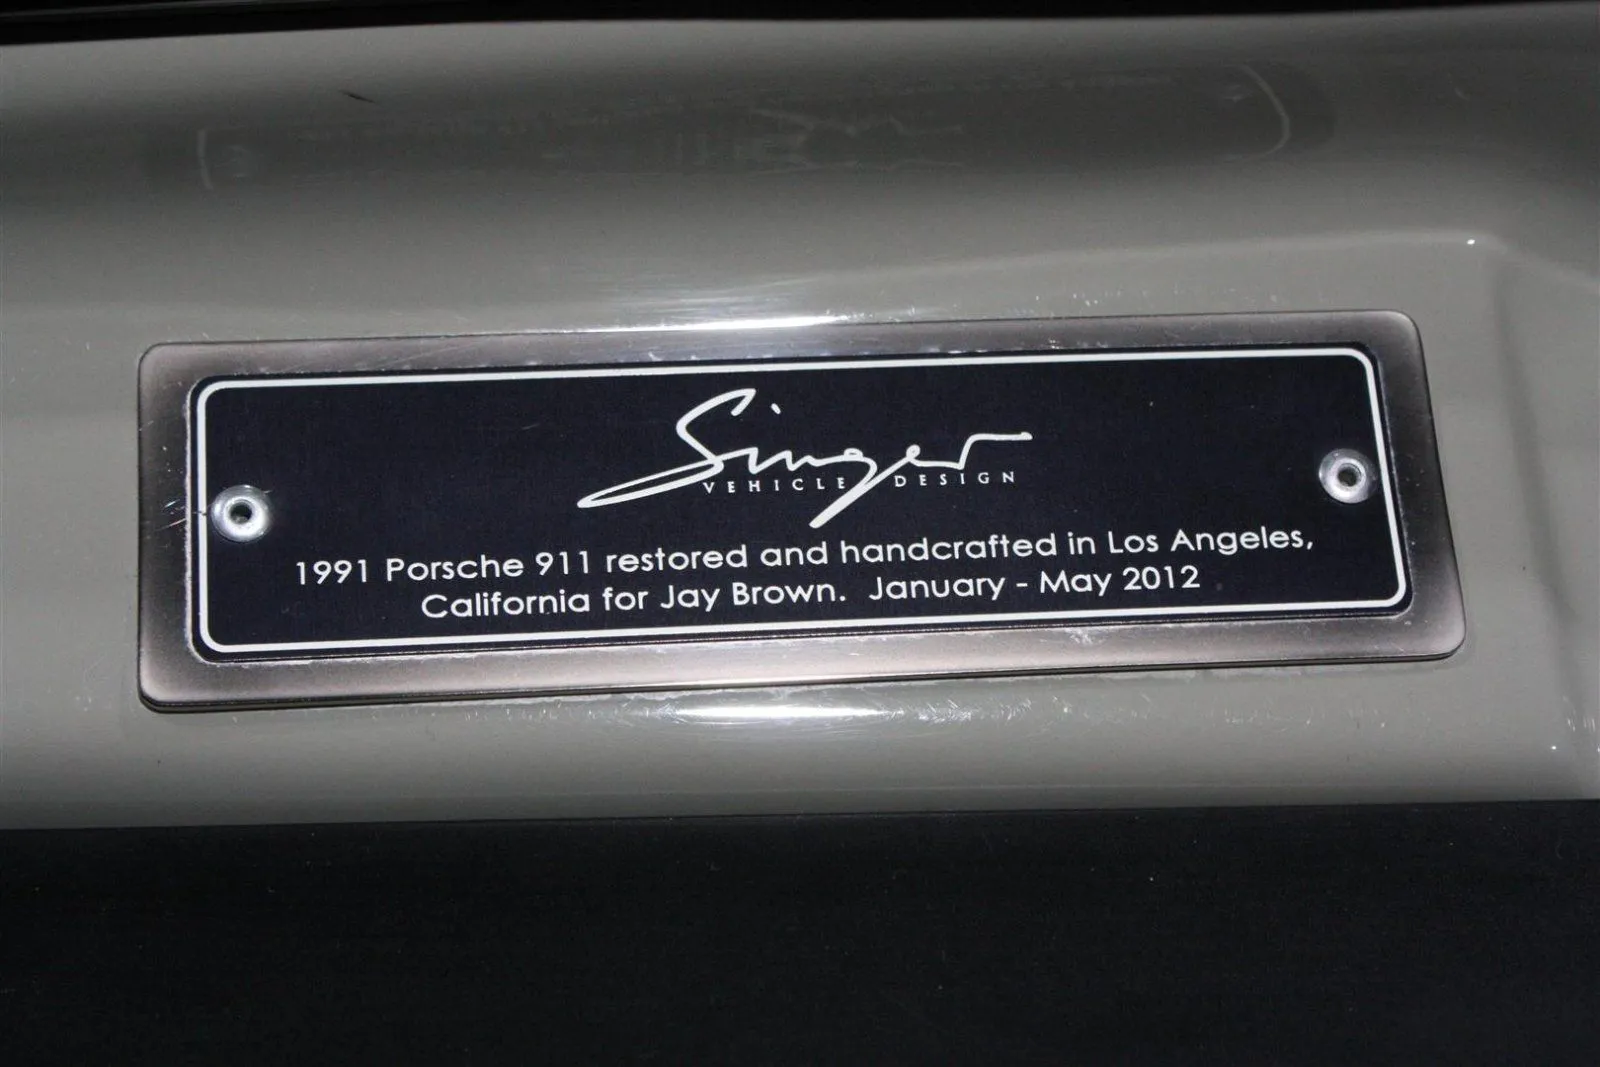 Singer
VEHICLE DESIGN
1991 Porsche 911 restored and handcrafted in Los Angeles,
California for Jay Brown. January - May 2012